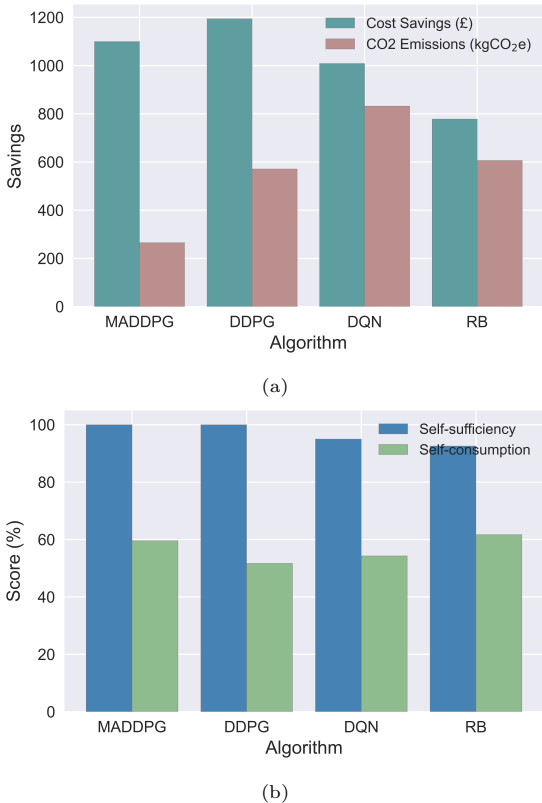 1200
1000
800
600
400
200
0
Savings
Cost Savings (£)
CO2 Emissions (kgCO₂e)
MADDPG DDPG DQN RB
Algorithm
(a)
100
80
60
40
20
0
Score (%)
Self-sufficiency
Self-consumption
MADDPG DDPG DQN RB
Algorithm
(b)